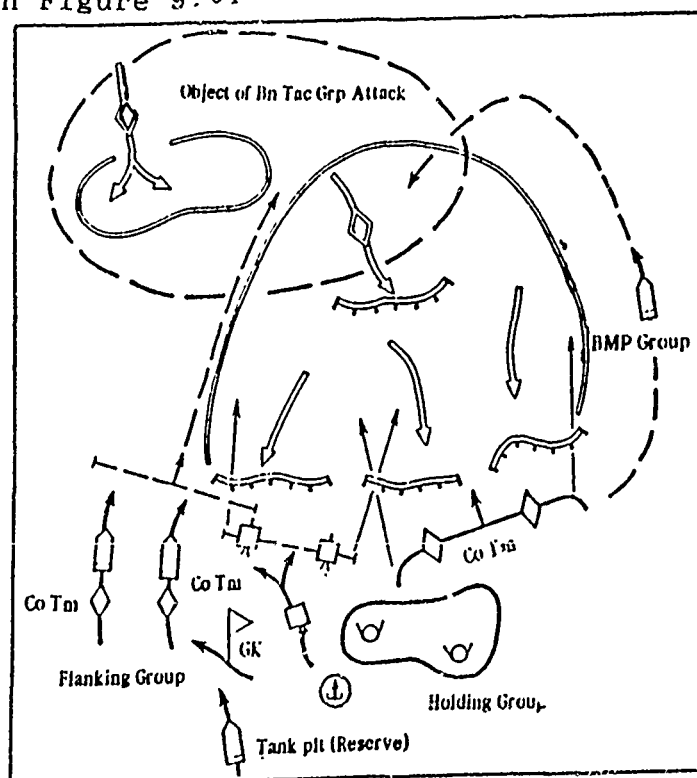 n Figure 9.
Object of Bn Tac Grp Attack
BMP Group
Co Tm
Co Tm
Co Tm
GK
Flanking Group
Holding Group
Tank plt (Reserve)